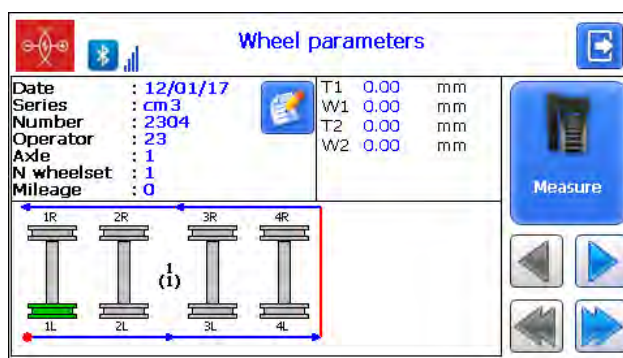 Wheel parameters
Date : 12/01/17
Series : cm3
Number : 2304
Operator : 23
Axle : 1
N wheelset : 1
Mileage : 0
T1 0.00 mm
W1 0.00 mm
T2 0.00 mm
W2 0.00 mm
Measure
1R 2R 3R 4R
1
(1)
1L 2L 3L 4L